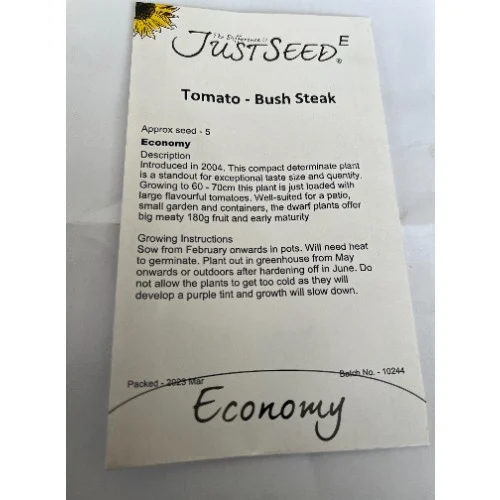 The Difference Is
E
JUST SEED ®
Tomato - Bush Steak
Approx seed - 5
Economy
Description
Introduced in 2004. This compact determinate plant
is a standout for exceptional taste size and quantity.
Growing to 60 - 70cm this plant is just loaded with
large flavourful tomatoes. Well-suited for a patio,
small garden and containers, the dwarf plants offer
big meaty 180g fruit and early maturity
Growing Instructions
Sow from February onwards in pots. Will need heat
to germinate. Plant out in greenhouse from May
onwards or outdoors after hardening off in June. Do
not allow the plants to get too cold as they will
develop a purple tint and growth will slow down.
Packed - 2023 Mar
Batch No. - 10244
Economy